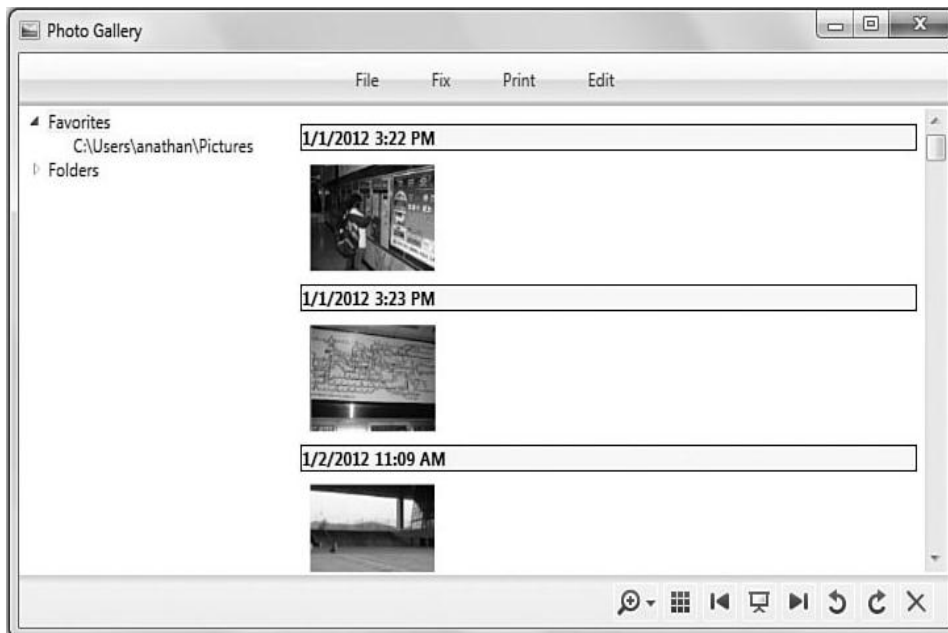 Photo Gallery
File Fix Print Edit
Favorites
C:\Users\anathan\Pictures
Folders
1/1/2012 3:22 PM
1/1/2012 3:23 PM
1/2/2012 11:09 AM